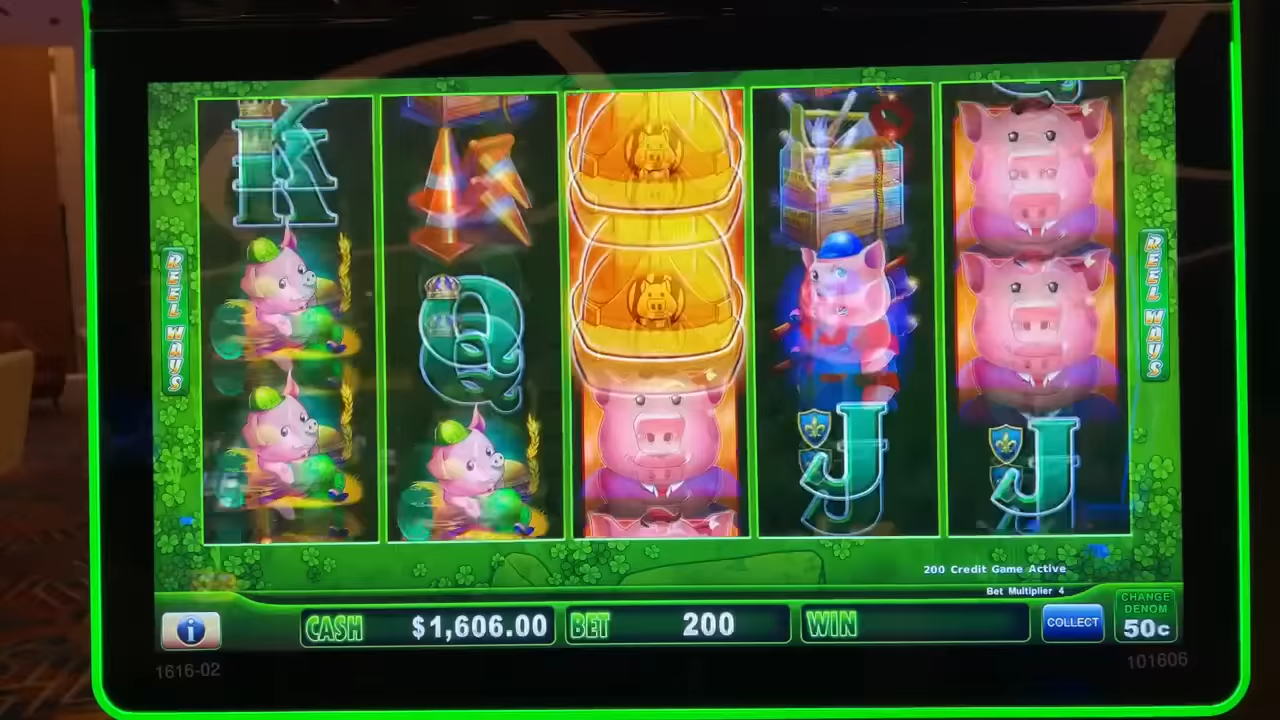 K
Q
J
J
REEL WAYS
REEL WAYS
200 Credit Game Active
Bet Multiplier 4
i
CASH $1,606.00
BET 200
WIN
COLLECT
CHANGE
DENOM
50¢
1616-02
101606